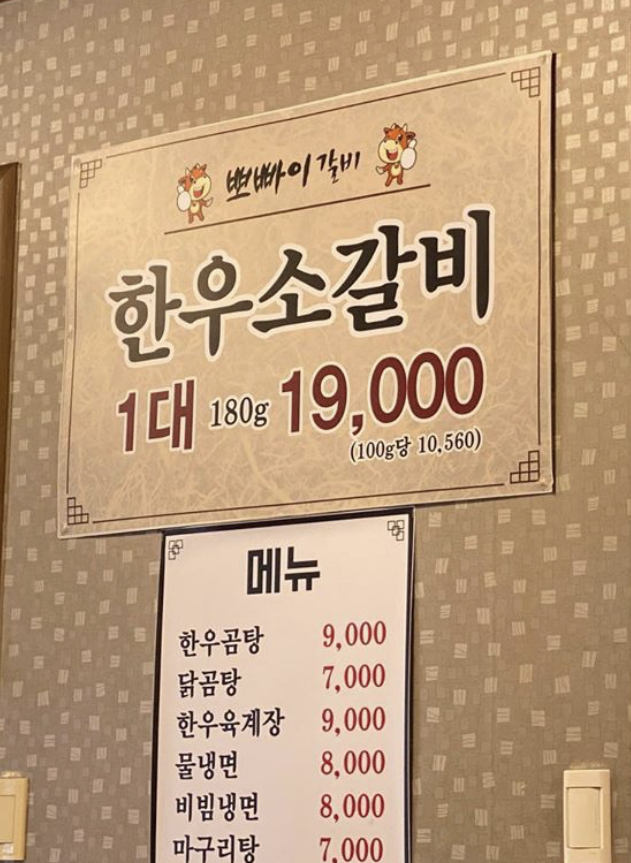 뽀빠이갈비
한우소갈비
1대 180g 19,000
(100g당 10,560)
메뉴
한우곰탕 9,000
닭곰탕 7,000
한우육계장 9,000
물냉면 8,000
비빔냉면 8,000
마구리탕 7,000